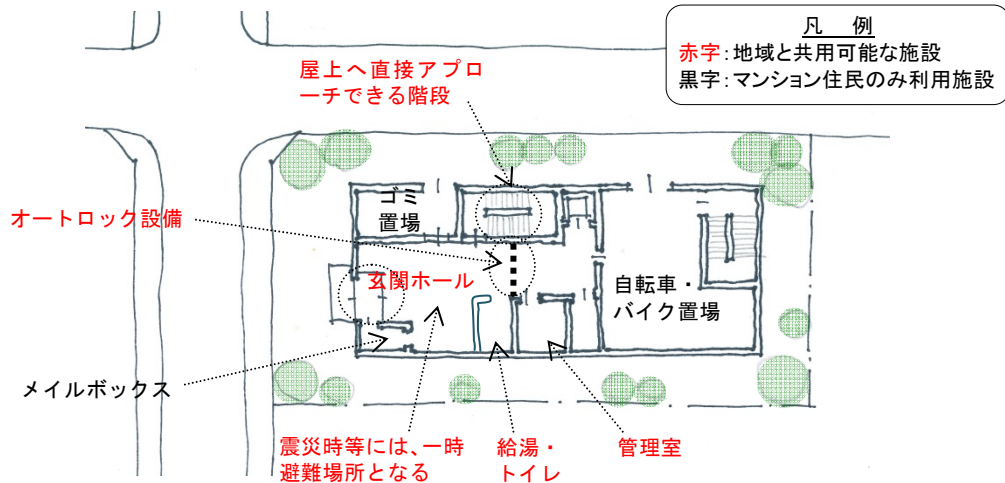 凡 例
赤字:地域と共用可能な施設
黒字:マンション住民のみ利用施設
屋上へ直接アプロ
ーチできる階段
ゴミ
置場
オートロック設備
玄関ホール
自転車・
バイク置場
メイルボックス
震災時等には、一時
避難場所となる
給湯・
トイレ
管理室